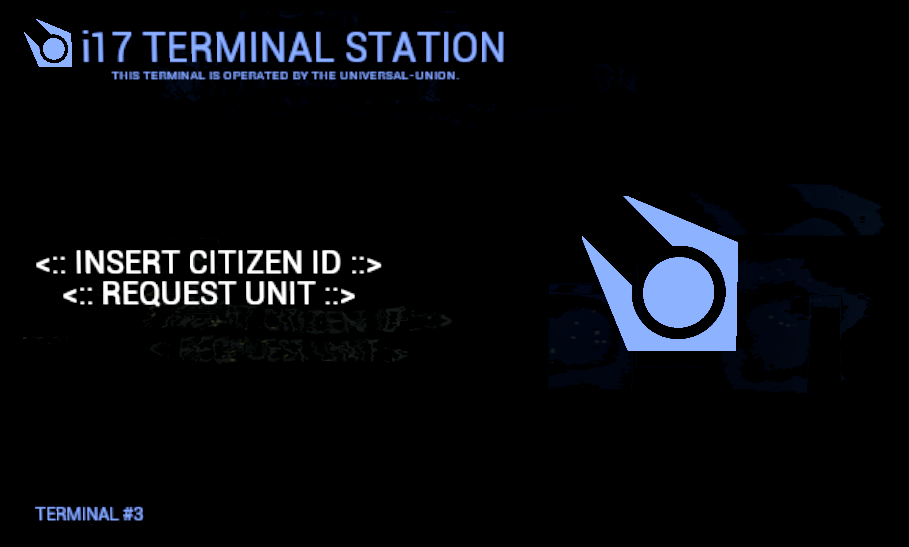 i17 TERMINAL STATION
THIS TERMINAL IS OPERATED BY THE UNIVERSAL-UNION.
<:: INSERT CITIZEN ID ::>
<:: REQUEST UNIT ::>
TERMINAL #3